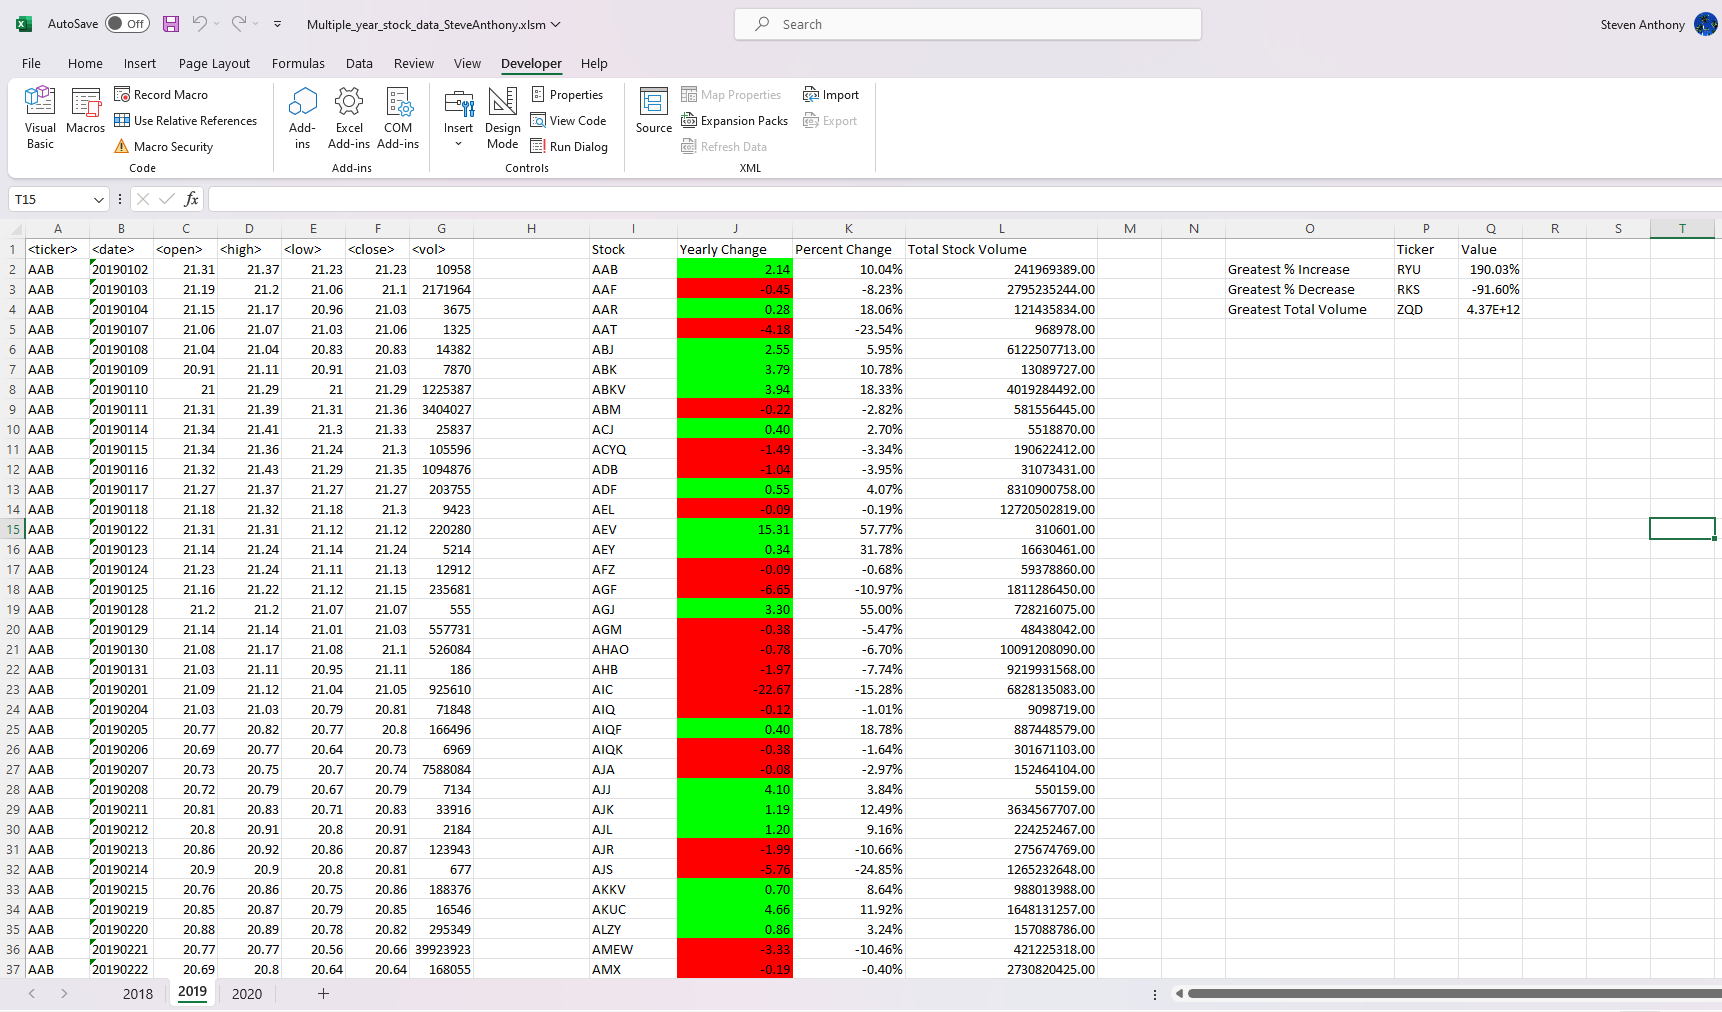 AutoSave Off Multiple_year_stock_data_SteveAnthony.xlsm Search Steven Anthony
File Home Insert Page Layout Formulas Data Review View Developer Help
Visual Basic
Macros
Record Macro
Use Relative References
Macro Security
Code
Add-ins
Excel Add-ins
COM Add-ins
Add-ins
Insert
Design Mode
Properties
View Code
Run Dialog
Controls
Source
Map Properties
Expansion Packs
Refresh Data
Import
Export
XML
T15 fx
A B C D E F G H I J K L M N O P Q R S T
1 <ticker> <date> <open> <high> <low> <close> <vol> Stock Yearly Change Percent Change Total Stock Volume Ticker Value
2 AAB 20190102 21.31 21.37 21.23 21.23 10958 AAB 2.14 10.04% 241969389.00 Greatest % Increase RYU 190.03%
3 AAB 20190103 21.19 21.2 21.06 21.1 2171964 AAF -0.45 -8.23% 2795235244.00 Greatest % Decrease RKS -91.60%
4 AAB 20190104 21.15 21.17 20.96 21.03 3675 AAR 0.28 18.06% 121435834.00 Greatest Total Volume ZQD 4.37E+12
5 AAB 20190107 21.06 21.07 21.03 21.06 1325 AAT -4.18 -23.54% 968978.00
6 AAB 20190108 21.04 21.04 20.83 20.83 14382 ABJ 2.55 5.95% 6122507713.00
7 AAB 20190109 20.91 21.11 20.91 21.03 7870 ABK 3.79 10.78% 13089727.00
8 AAB 20190110 21 21.29 21 21.29 1225387 ABKV 3.94 18.33% 4019284492.00
9 AAB 20190111 21.31 21.39 21.31 21.36 3404027 ABM -0.22 -2.82% 581556445.00
10 AAB 20190114 21.34 21.41 21.3 21.33 25837 ACJ 0.40 2.70% 5518870.00
11 AAB 20190115 21.34 21.36 21.24 21.3 105596 ACYQ -1.49 -3.34% 190622412.00
12 AAB 20190116 21.32 21.43 21.29 21.35 1094876 ADB -1.04 -3.95% 31073431.00
13 AAB 20190117 21.27 21.37 21.27 21.27 203755 ADF 0.55 4.07% 8310900758.00
14 AAB 20190118 21.18 21.32 21.18 21.3 9423 AEL -0.09 -0.19% 12720502819.00
15 AAB 20190122 21.31 21.31 21.12 21.12 220280 AEV 15.31 57.77% 310601.00
16 AAB 20190123 21.14 21.24 21.14 21.24 5214 AEY 0.34 31.78% 16630461.00
17 AAB 20190124 21.23 21.24 21.11 21.13 12912 AFZ -0.09 -0.68% 59378860.00
18 AAB 20190125 21.16 21.22 21.12 21.15 235681 AGF -6.65 -10.97% 1811286450.00
19 AAB 20190128 21.2 21.2 21.07 21.07 555 AGJ 3.30 55.00% 728216075.00
20 AAB 20190129 21.14 21.14 21.01 21.03 557731 AGM -0.38 -5.47% 48438042.00
21 AAB 20190130 21.08 21.17 21.08 21.1 526084 AHAO -0.78 -6.70% 10091208090.00
22 AAB 20190131 21.03 21.11 20.95 21.11 186 AHB -1.97 -7.74% 9219931568.00
23 AAB 20190201 21.09 21.12 21.04 21.05 925610 AIC -22.67 -15.28% 6828135083.00
24 AAB 20190204 21.03 21.03 20.79 20.81 71848 AIQ -0.12 -1.01% 9098719.00
25 AAB 20190205 20.77 20.82 20.77 20.8 166496 AIQF 0.40 18.78% 887448579.00
26 AAB 20190206 20.69 20.77 20.64 20.73 6969 AIQK -0.38 -1.64% 301671103.00
27 AAB 20190207 20.73 20.75 20.7 20.74 7588084 AJA -0.08 -2.97% 152464104.00
28 AAB 20190208 20.72 20.79 20.67 20.79 7134 AJJ 4.10 3.84% 550159.00
29 AAB 20190211 20.81 20.83 20.71 20.83 33916 AJK 1.19 12.49% 3634567707.00
30 AAB 20190212 20.8 20.91 20.8 20.91 2184 AJL 1.20 9.16% 224252467.00
31 AAB 20190213 20.86 20.92 20.86 20.87 123943 AJR -1.99 -10.66% 275674769.00
32 AAB 20190214 20.9 20.9 20.8 20.81 677 AJS -5.76 -24.85% 1265232648.00
33 AAB 20190215 20.76 20.86 20.75 20.86 188376 AKKV 0.70 8.64% 988013988.00
34 AAB 20190219 20.85 20.87 20.79 20.85 16546 AKUC 4.66 11.92% 1648131257.00
35 AAB 20190220 20.88 20.89 20.78 20.82 295349 ALZY 0.86 3.24% 157088786.00
36 AAB 20190221 20.77 20.77 20.56 20.66 39923923 AMEW -3.33 -10.46% 421225318.00
37 AAB 20190222 20.69 20.8 20.64 20.64 168055 AMX -0.19 -0.40% 2730820425.00
2018 2019 2020